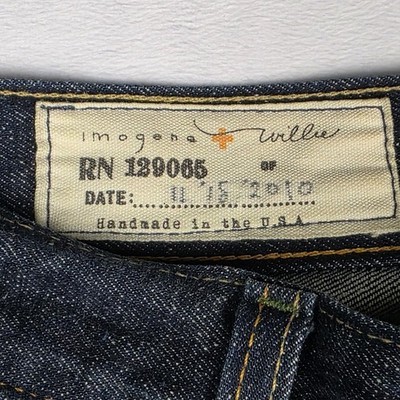 imogene + willie
RN 129065 OF
DATE: 11 15 2010
Handmade in the U.S.A